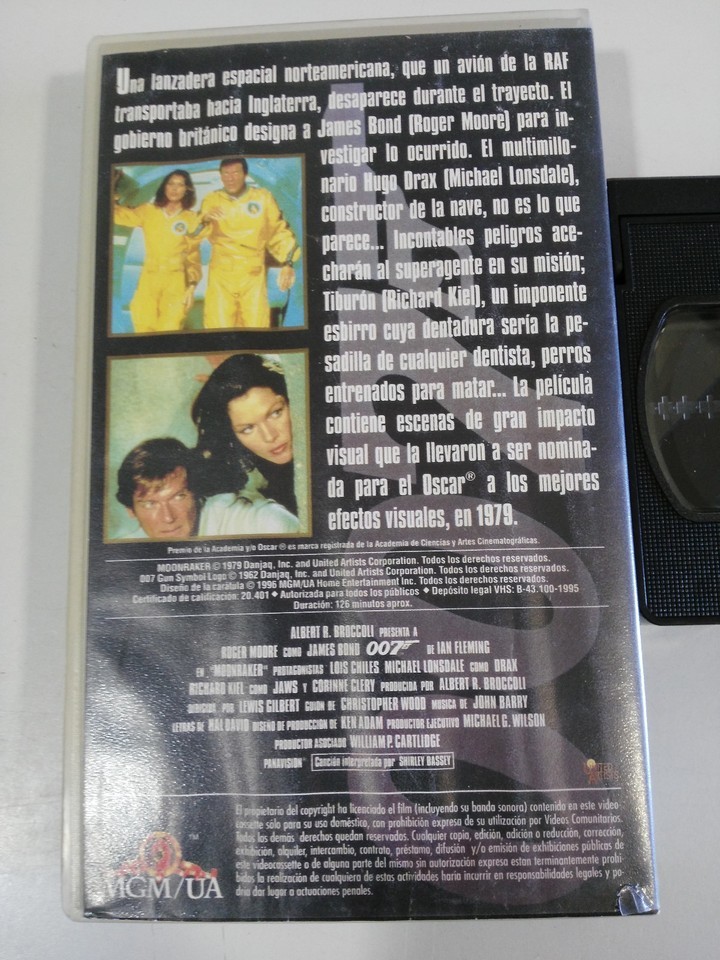 Una lanzadera espacial norteamericana, que un avión de la RAF
transportaba hacia Inglaterra, desaparece durante el trayecto. El
gobierno británico designa a James Bond (Roger Moore) para in-
vestigar lo ocurrido. El multimillo-
nario Hugo Drax (Michael Lonsdale),
constructor de la nave, no es lo que
parece... Incontables peligros ace-
charán al superagente en su misión;
Tiburón (Richard Kiel), un imponente
esbirro cuya dentadura sería la pe-
sadilla de cualquier dentista, perros
entrenados para matar... La película
contiene escenas de gran impacto
visual que la llevaron a ser nomina-
da para el Oscar® a los mejores
efectos visuales, en 1979.
Premio de la Academia y/o Oscar ® es marca registrada de la Academia de Ciencias y Artes Cinematográficas.
MOONRAKER © 1979 Danjaq, Inc. and United Artists Corporation. Todos los derechos reservados.
007 Gun Symbol Logo © 1962 Danjaq, Inc. and United Artists Corporation. Todos los derechos reservados.
Diseño de la carátula © 1996 MGM/UA Home Entertainment Inc. Todos los derechos reservados.
Certificado de calificación: 20.401 ◆ Autorizada para todos los públicos ◆ Depósito legal VHS: B-43.100-1995
Duración: 126 minutos aprox.
ALBERT R. BROCCOLI PRESENTA A
ROGER MOORE COMO JAMES BOND 007 DE IAN FLEMING
EN "MOONRAKER" PROTAGONISTAS LOIS CHILES MICHAEL LONSDALE COMO DRAX
RICHARD KIEL COMO JAWS Y CORINNE CLERY PRODUCIDA POR ALBERT R. BROCCOLI
DIRIGIDA POR LEWIS GILBERT GUIÓN DE CHRISTOPHER WOOD MUSICA DE JOHN BARRY
LETRAS DE HAL DAVID DISEÑO DE PRODUCCION DE KEN ADAM PRODUCTOR EJECUTIVO MICHAEL G. WILSON
PRODUCTOR ASOCIADO WILLIAM P. CARTLIDGE
PANAVISION® Canción interpretada por SHIRLEY BASSEY
United Artists
El propietario del copyright ha licenciado el film (incluyendo su banda sonora) contenido en este video-
cassette sólo para su uso doméstico, con prohibición expresa de su utilización por Videos Comunitarios.
Todos los demás derechos quedan reservados. Cualquier copia, edición, adición o reducción, corrección,
exhibición, alquiler, intercambio, contrato, préstamo, difusión y/o emisión de exhibiciones públicas de
este videocassette o de alguna parte del mismo sin autorización expresa están terminantemente prohi-
bidos la realización de cualquiera de estas actividades haría incurrir en responsabilidades legales y po-
dría dar lugar a actuaciones penales.
MGM/UA
TM